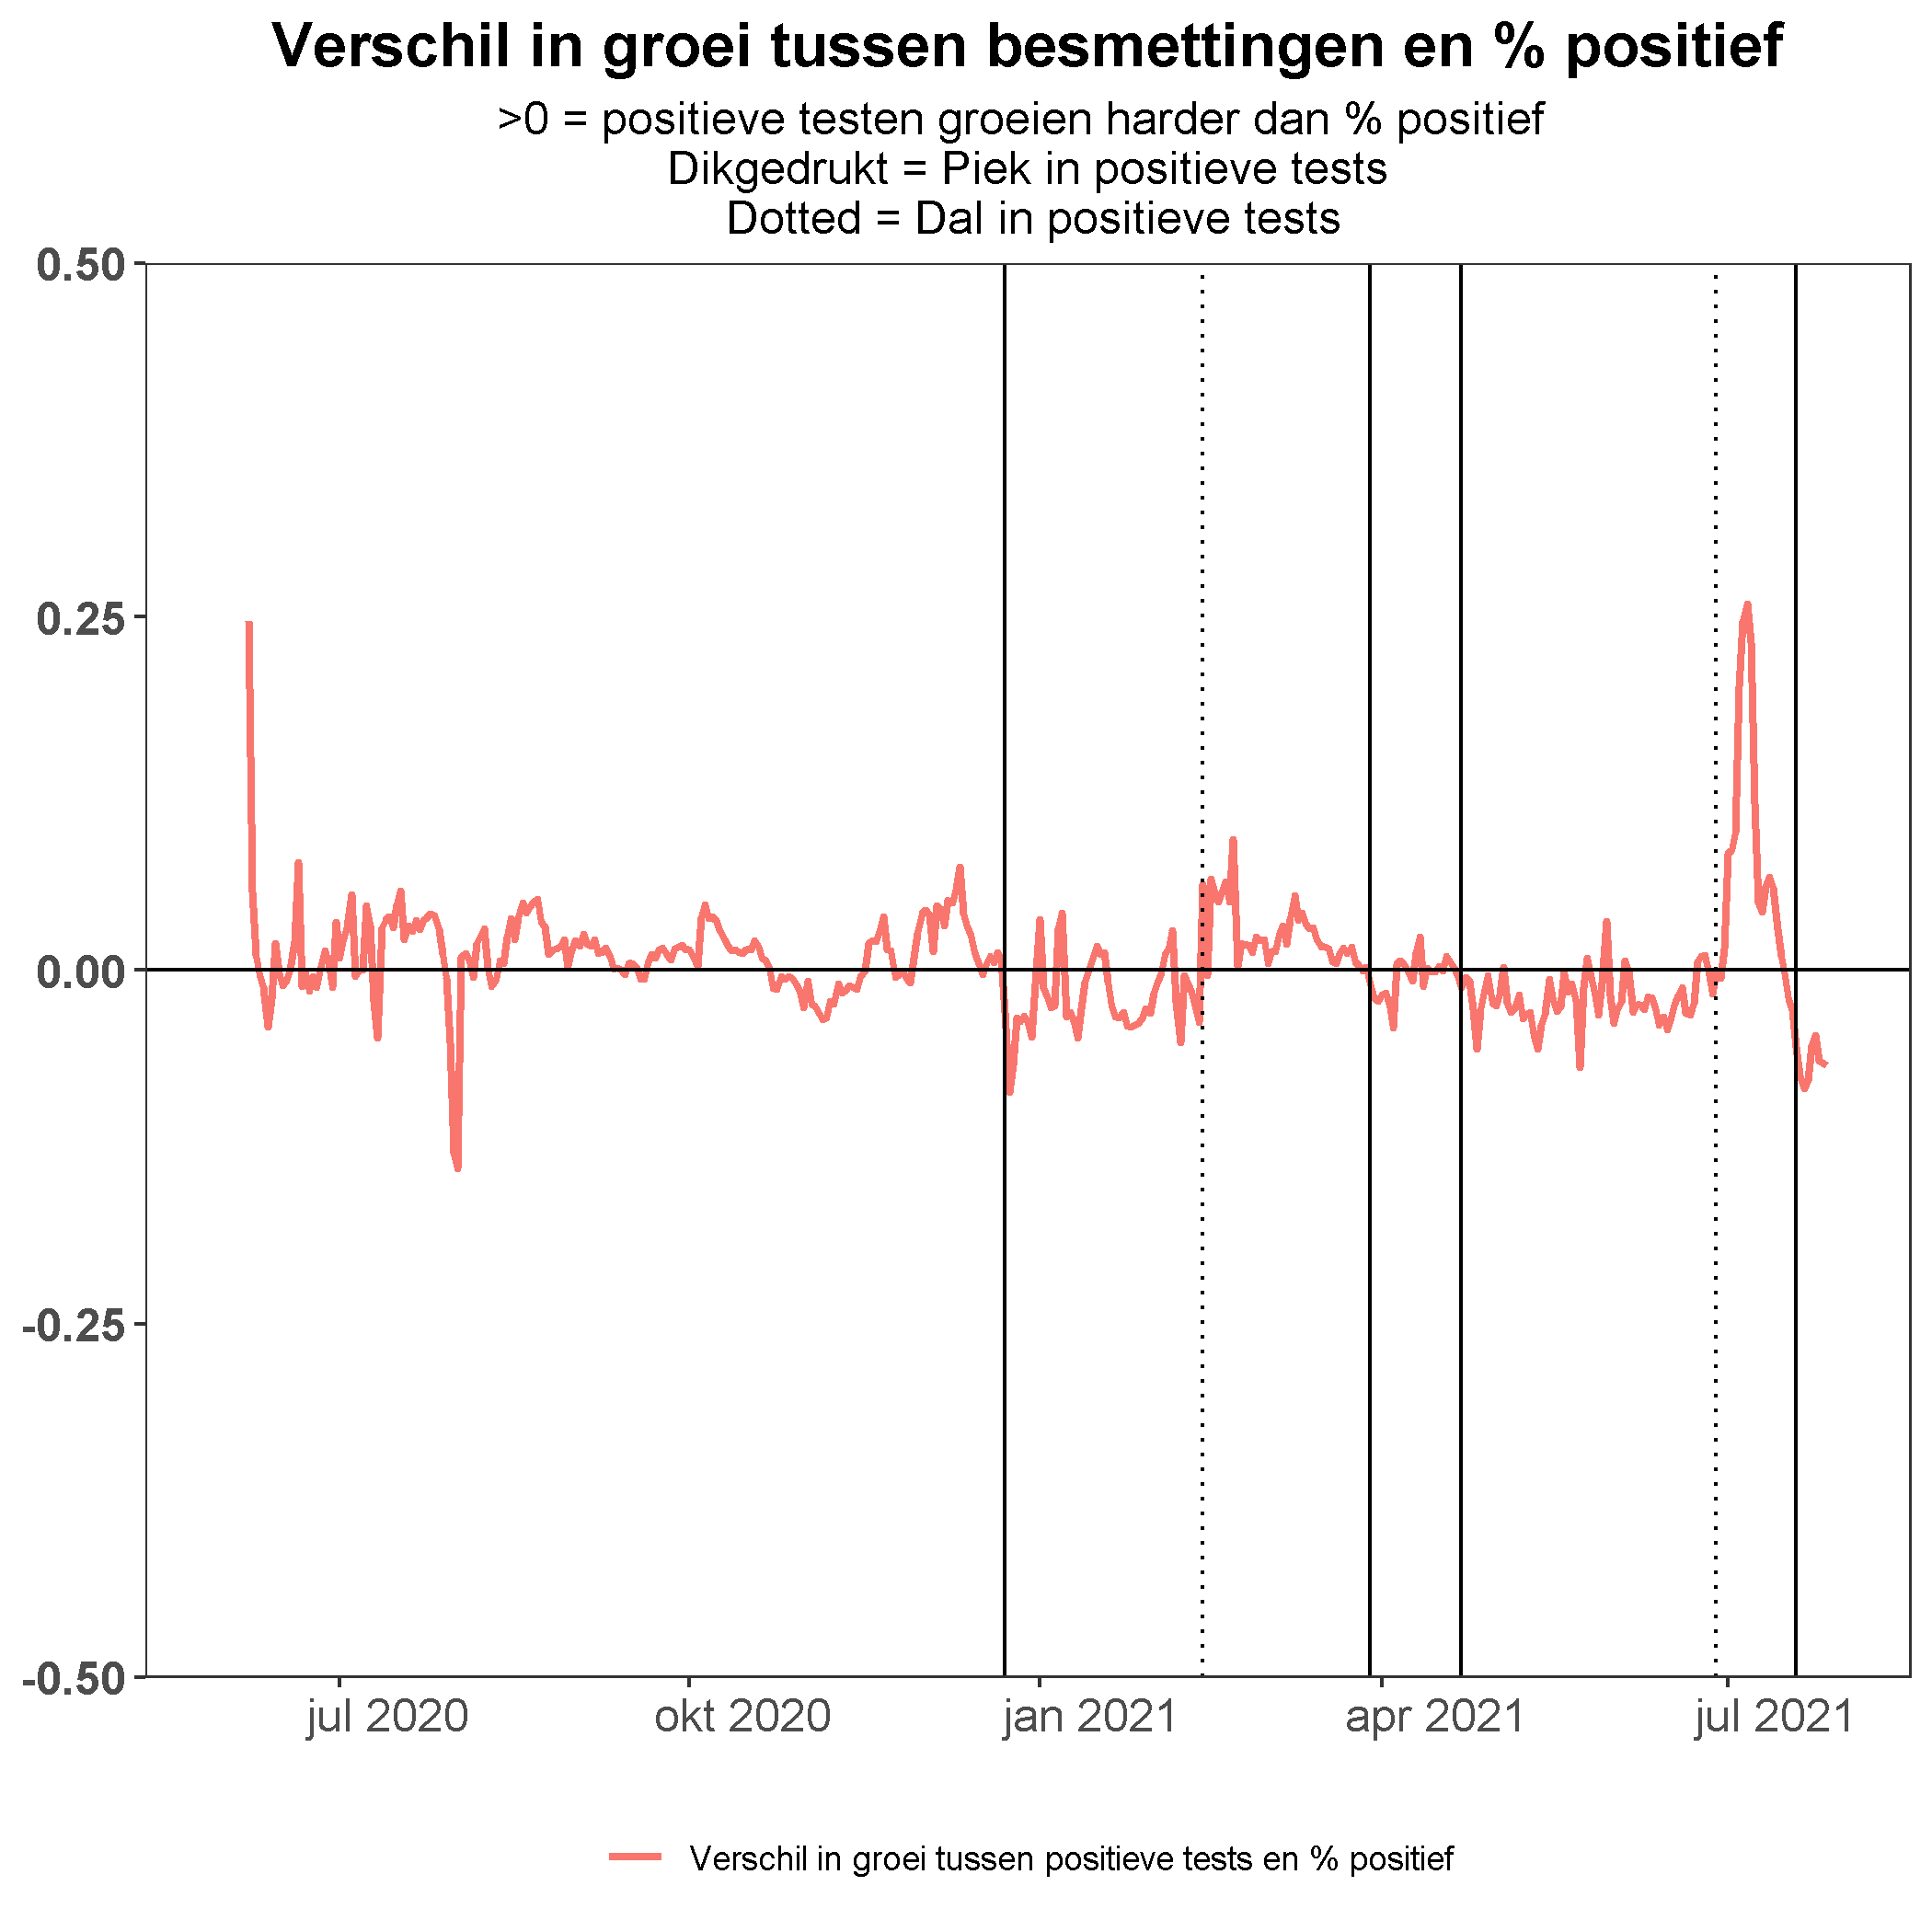 Verschil in groei tussen besmettingen en % positief
>0 = positieve testen groeien harder dan % positief
Dikgedrukt = Piek in positieve tests
Dotted = Dal in positieve tests
0.50
0.25
0.00
-0.25
-0.50
jul 2020
okt 2020
jan 2021
apr 2021
jul 2021
Verschil in groei tussen positieve tests en % positief